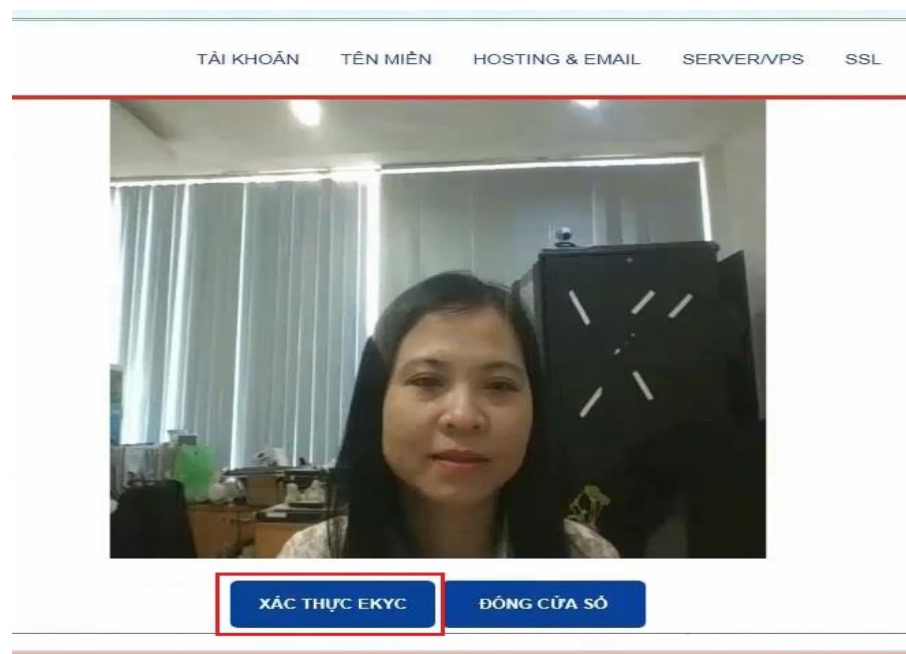 TÀI KHOẢN TÊN MIỀN HOSTING & EMAIL SERVER/VPS SSL
XÁC THỰC EKYC ĐÓNG CỬA SỔ